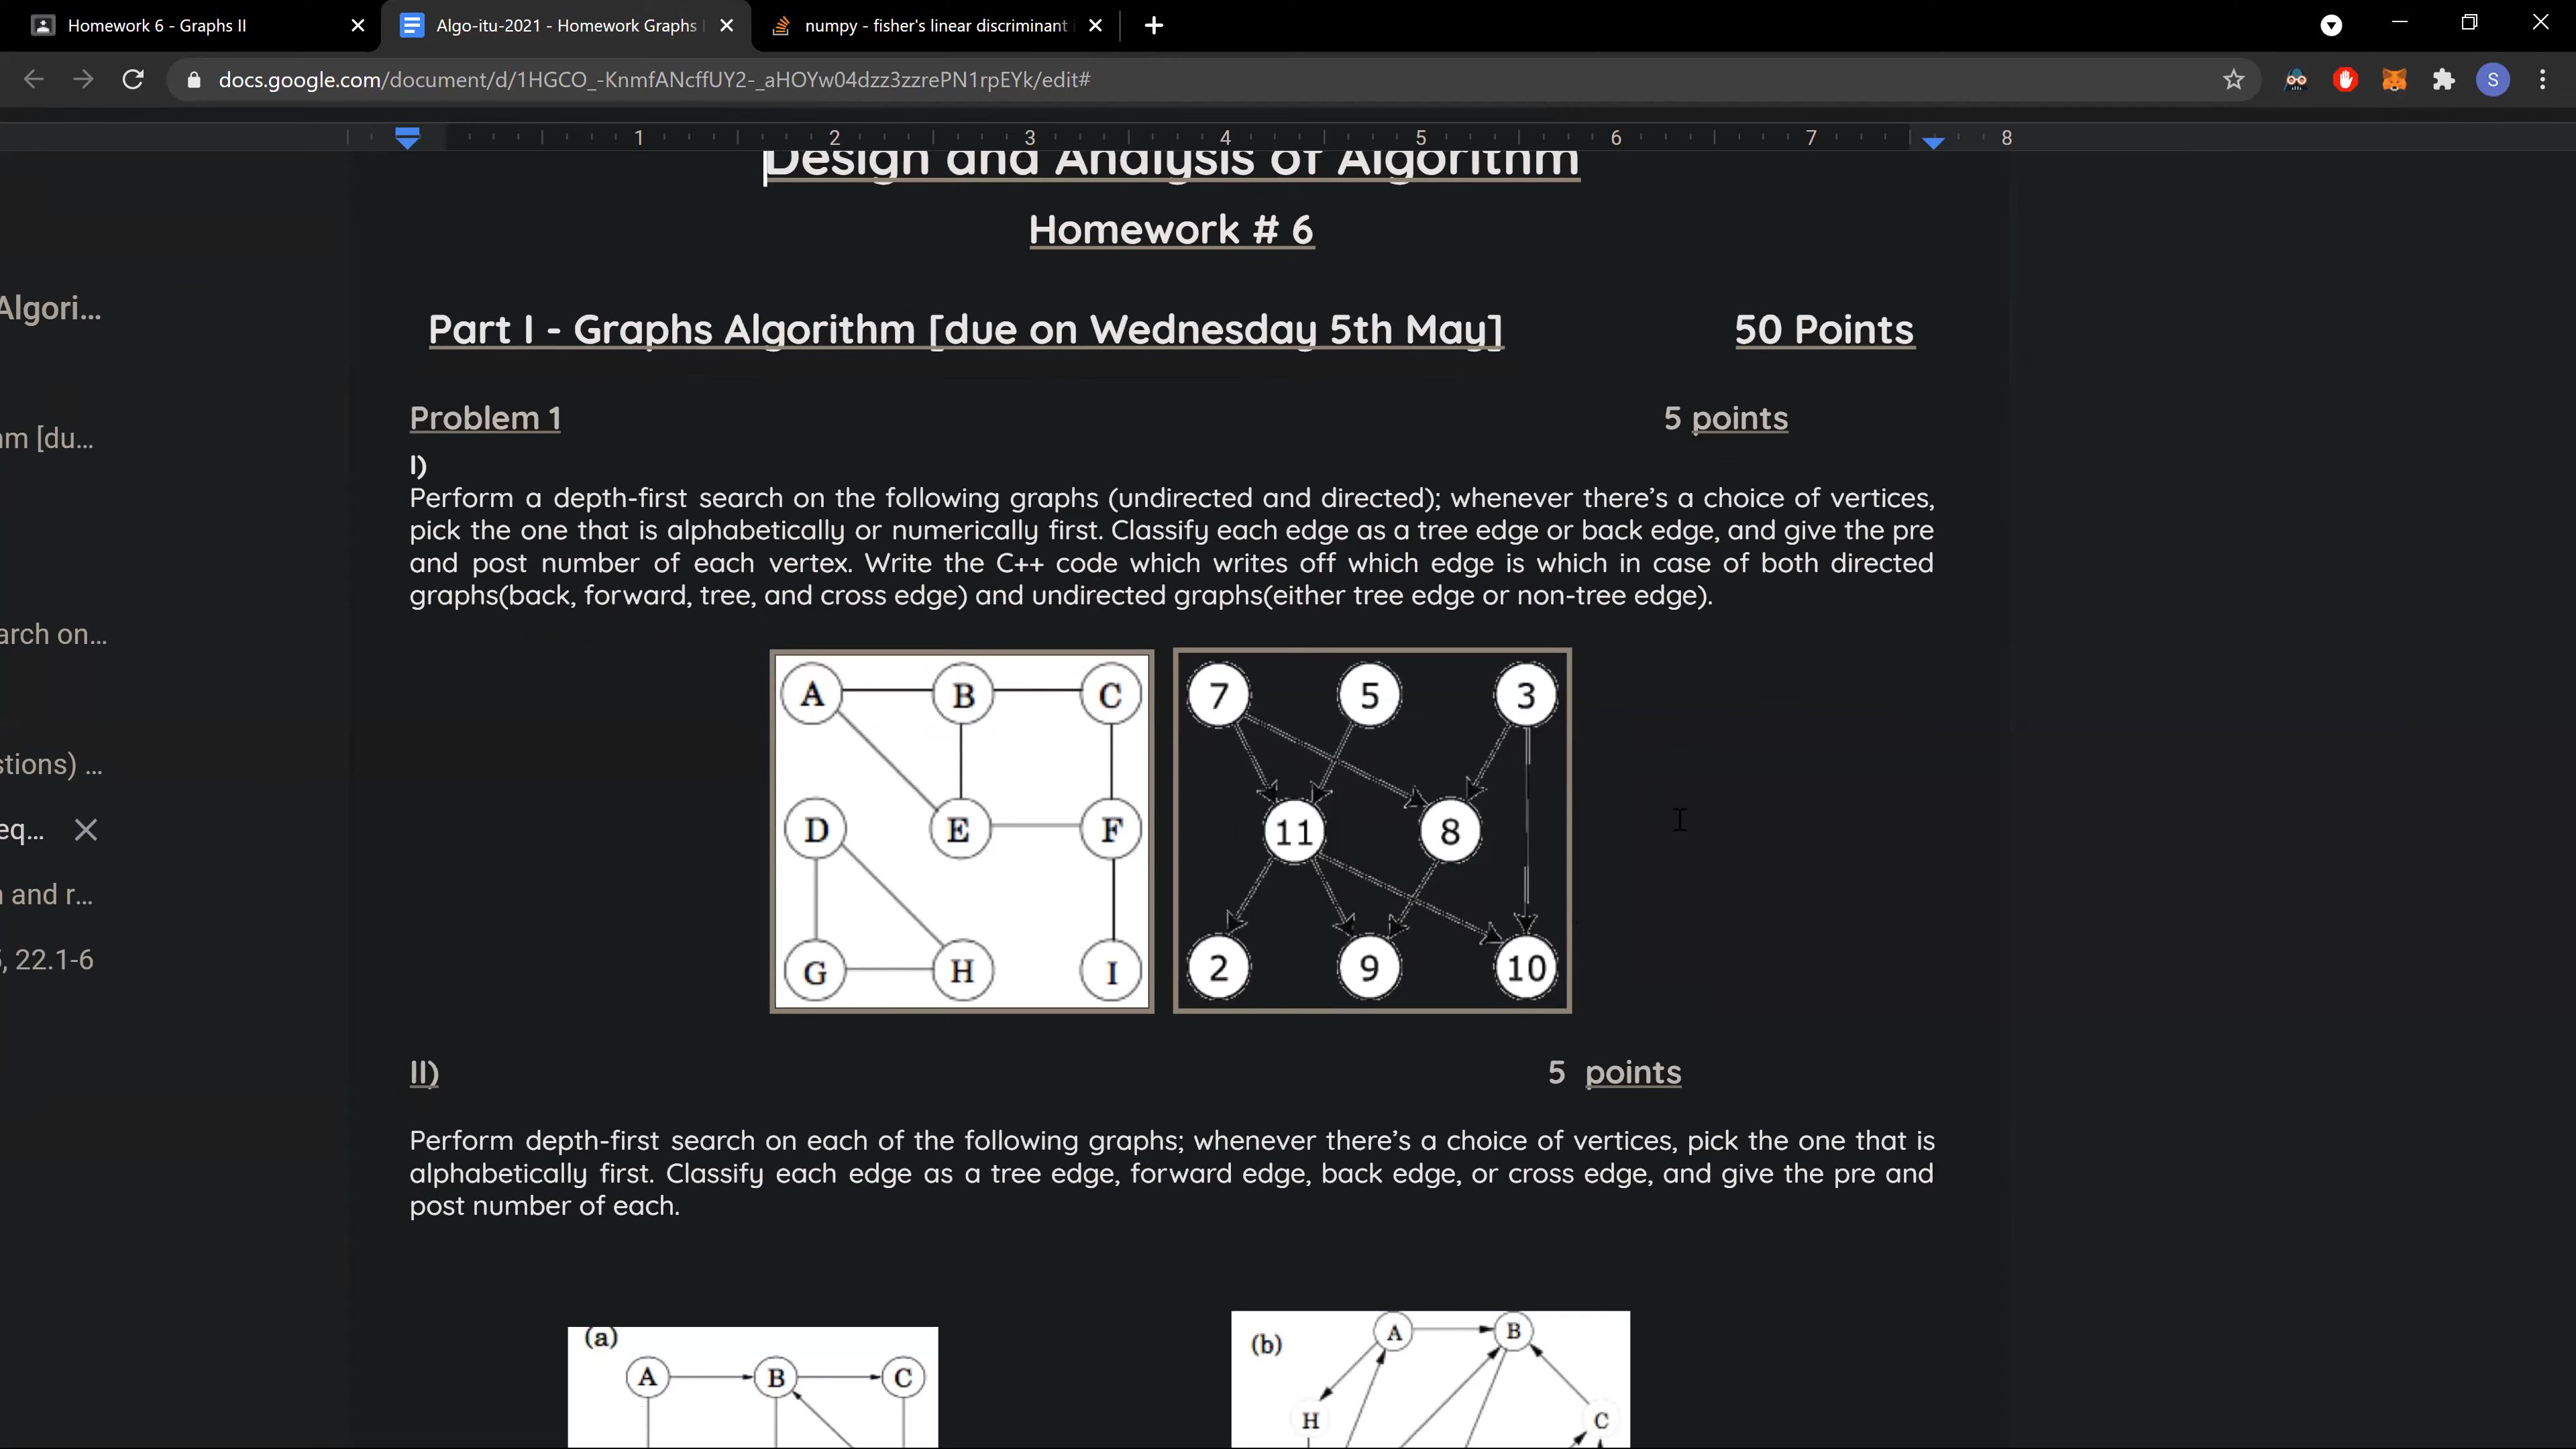 Homework 6 - Graphs II
Algo-itu-2021 - Homework Graphs
numpy - fisher's linear discriminant
docs.google.com/document/d/1HGCO_-KnmfANcffUY2-_aHOYw04dzz3zzrePN1rpEYk/edit#
S
1 2 3 4 5 6 7 8
Design and Analysis of Algorithm
Homework # 6
Algori...
Part I - Graphs Algorithm [due on Wednesday 5th May] 50 Points
Problem 1 5 points
m [du...
I)
Perform a depth-first search on the following graphs (undirected and directed); whenever there's a choice of vertices,
pick the one that is alphabetically or numerically first. Classify each edge as a tree edge or back edge, and give the pre
and post number of each vertex. Write the C++ code which writes off which edge is which in case of both directed
graphs(back, forward, tree, and cross edge) and undirected graphs(either tree edge or non-tree edge).
arch on...
stions) ...
eq...
and r...
, 22.1-6
A B C
D E F
G H I
7 5 3
11 8
2 9 10
II) 5 points
Perform depth-first search on each of the following graphs; whenever there's a choice of vertices, pick the one that is
alphabetically first. Classify each edge as a tree edge, forward edge, back edge, or cross edge, and give the pre and
post number of each.
(a)
A B C
(b)
A B
H C